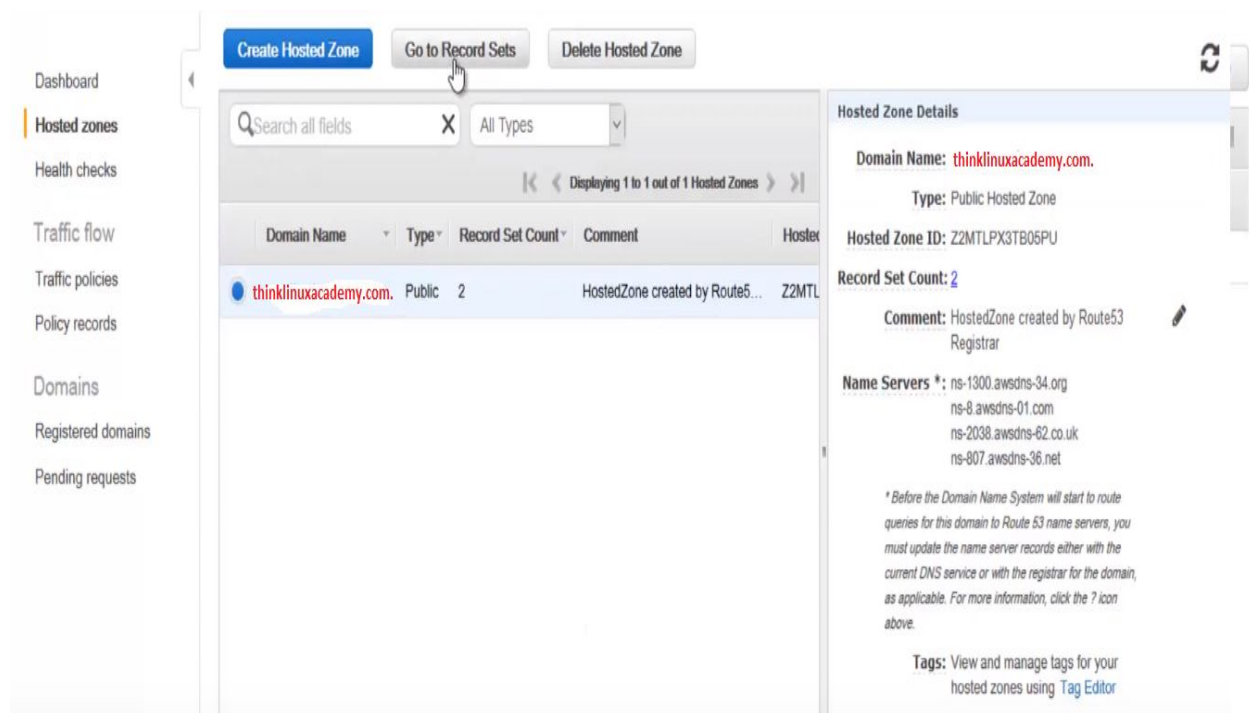 Create Hosted Zone
Go to Record Sets
Delete Hosted Zone
Dashboard
Hosted zones
Health checks
Traffic flow
Traffic policies
Policy records
Domains
Registered domains
Pending requests
Search all fields
X
All Types
Displaying 1 to 1 out of 1 Hosted Zones
Domain Name Type Record Set Count Comment Hosted
thinklinuxacademy.com. Public 2 HostedZone created by Route5... Z2MTL
Hosted Zone Details
Domain Name: thinklinuxacademy.com.
Type: Public Hosted Zone
Hosted Zone ID: Z2MTLPX3TB05PU
Record Set Count: 2
Comment: HostedZone created by Route53
Registrar
Name Servers *: ns-1300.awsdns-34.org
ns-8.awsdns-01.com
ns-2038.awsdns-62.co.uk
ns-807.awsdns-36.net
* Before the Domain Name System will start to route
queries for this domain to Route 53 name servers, you
must update the name server records either with the
current DNS service or with the registrar for the domain,
as applicable. For more information, click the ? icon
above.
Tags: View and manage tags for your
hosted zones using Tag Editor